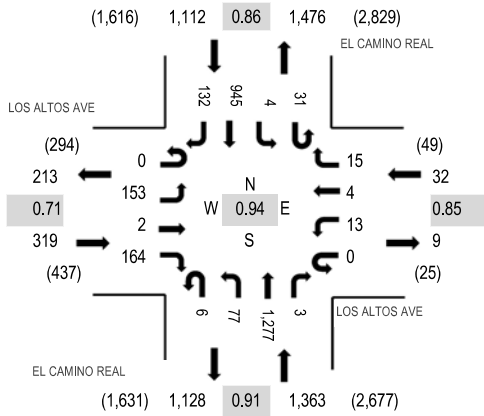 (1,616) 1,112 0.86 1,476 (2,829)
EL CAMINO REAL
132 945 4 31
LOS ALTOS AVE
(294) (49)
213 0 15 32
153 4
0.71 W N 0.94 E S 0.85
319 2 13 9
164 0
(437) (25)
6 77 1,277 3
LOS ALTOS AVE
EL CAMINO REAL
(1,631) 1,128 0.91 1,363 (2,677)